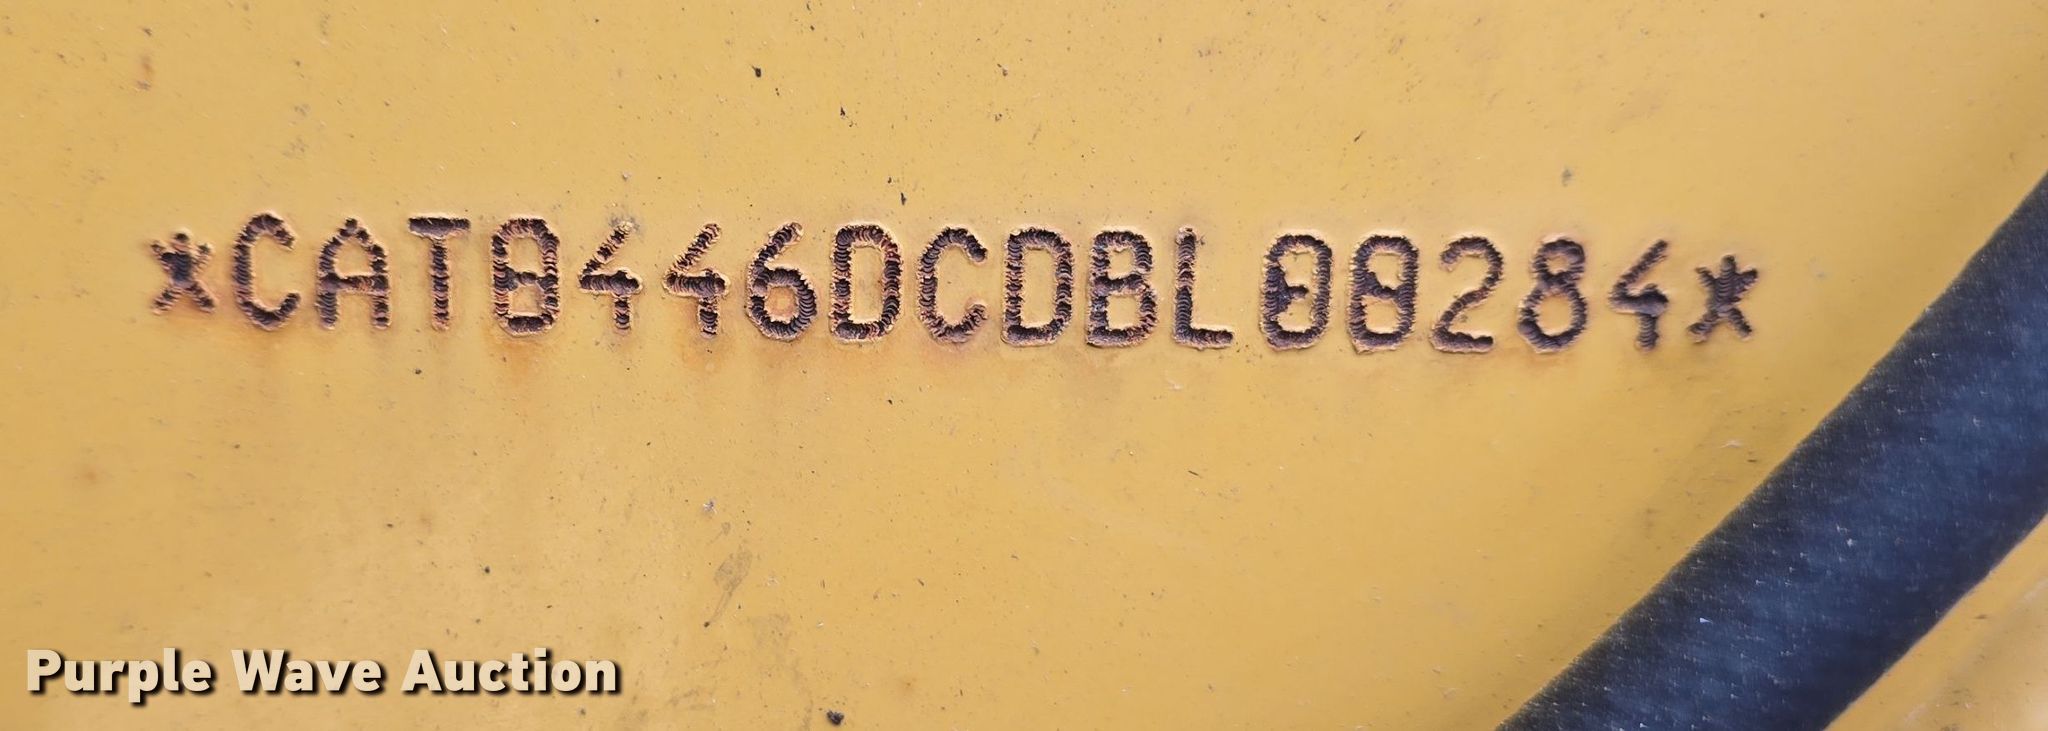 *CAT0446DCDBL00284*
Purple Wave Auction